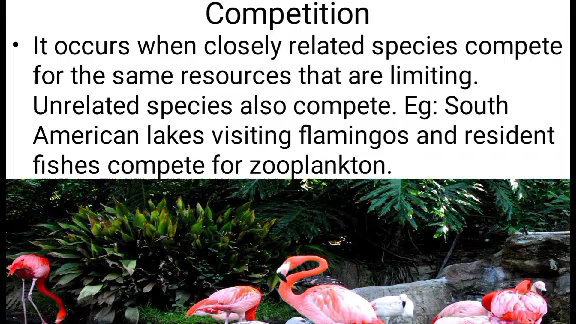 Competition
• It occurs when closely related species compete
for the same resources that are limiting.
Unrelated species also compete. Eg: South
American lakes visiting flamingos and resident
fishes compete for zooplankton.